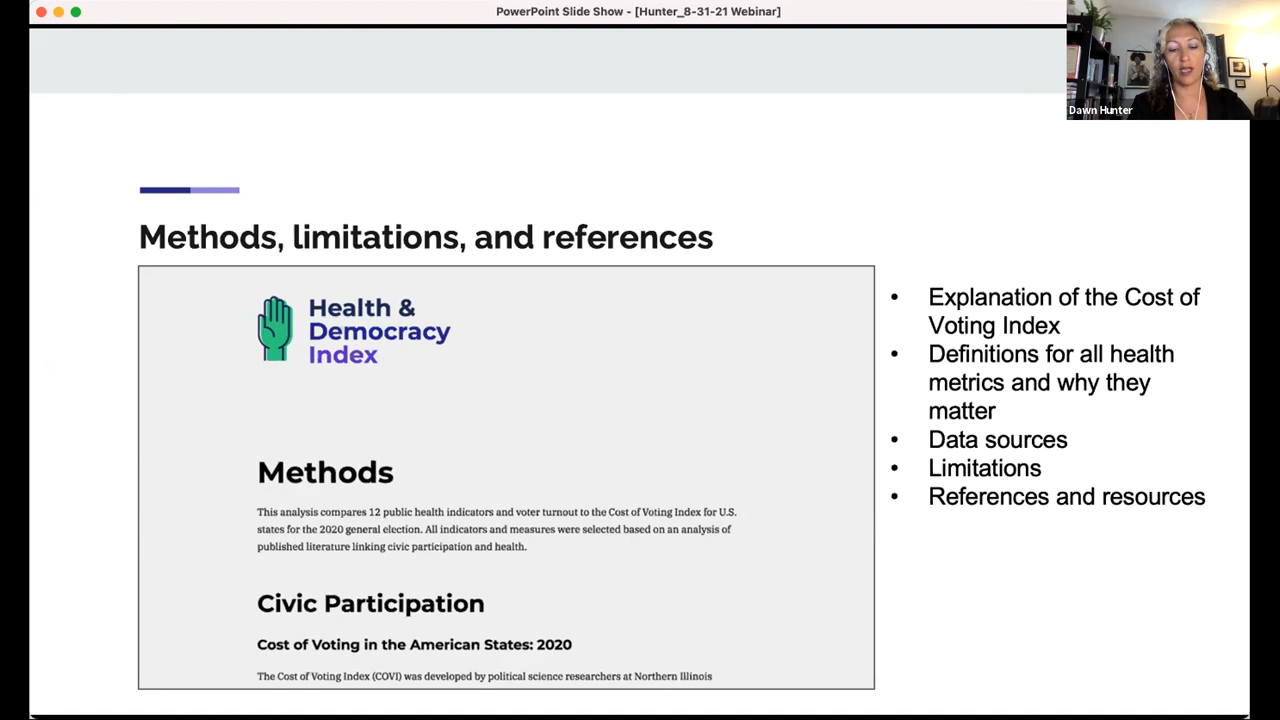 PowerPoint Slide Show - [Hunter_8-31-21 Webinar]
Dawn Hunter
Methods, limitations, and references
Health &
Democracy
Index
Methods
This analysis compares 12 public health indicators and voter turnout to the Cost of Voting Index for U.S.
states for the 2020 general election. All indicators and measures were selected based on an analysis of
published literature linking civic participation and health.
Civic Participation
Cost of Voting in the American States: 2020
The Cost of Voting Index (COVI) was developed by political science researchers at Northern Illinois
• Explanation of the Cost of
Voting Index
• Definitions for all health
metrics and why they
matter
• Data sources
• Limitations
• References and resources